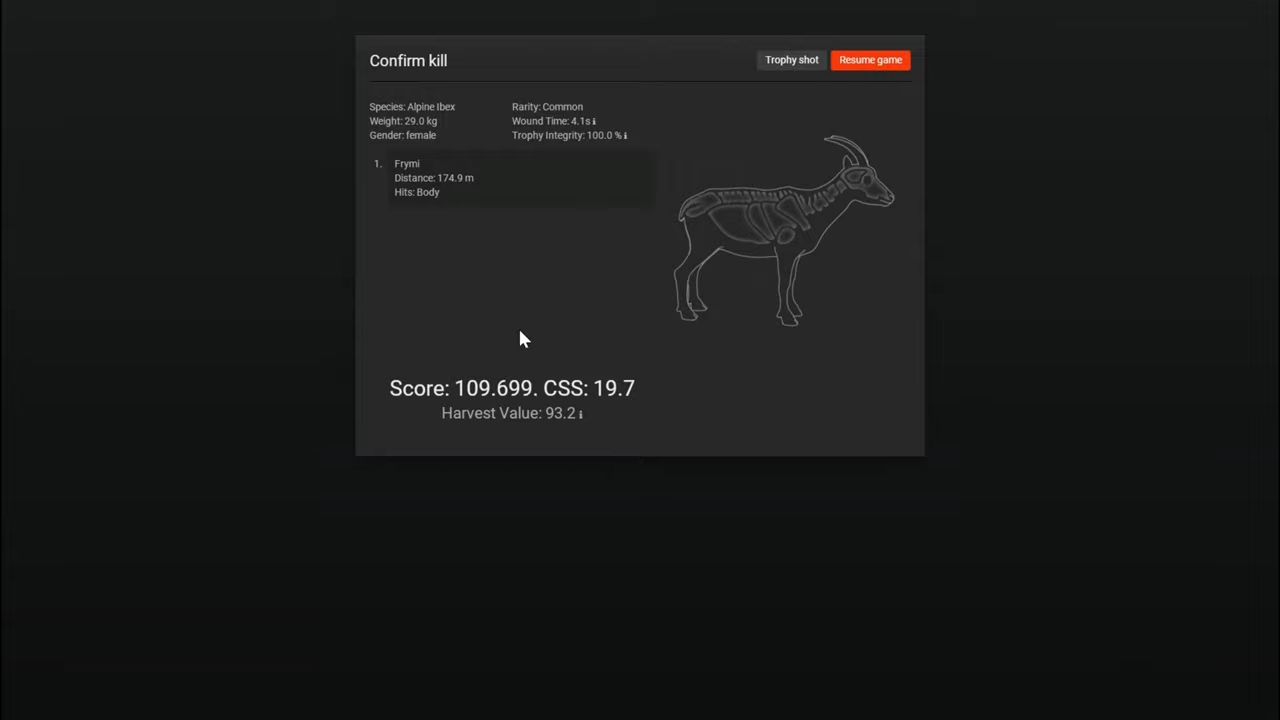 Confirm kill
Trophy shot
Resume game
Species: Alpine Ibex
Weight: 29.0 kg
Gender: female
Rarity: Common
Wound Time: 4.1s
Trophy Integrity: 100.0 %
1.
Frymi
Distance: 174.9 m
Hits: Body
Score: 109.699. CSS: 19.7
Harvest Value: 93.2